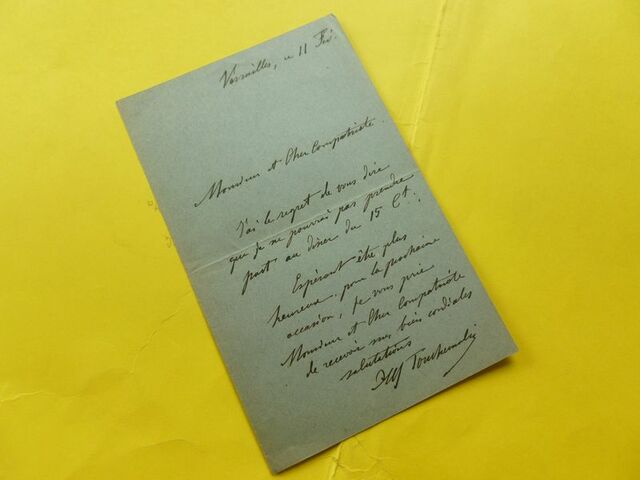 Versailles, ce 11 Fév.
Monsieur et Cher Compatriote.
J'ai le regret de vous dire
que je ne pourrai pas prendre
part au dîner du 15 Ct.
Espérant être plus
heureux pour la prochaine
occasion, je vous prie
Monsieur et Cher Compatriote
de recevoir mes bien cordiales
salutations